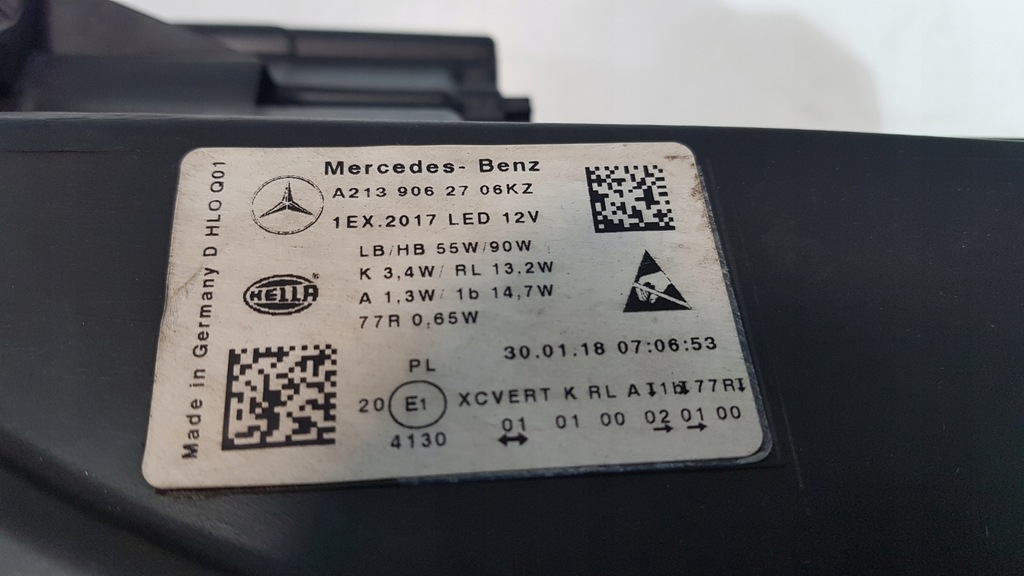 Mercedes- Benz
A213 906 27 06KZ
1EX.2017 LED 12V
LB/HB 55W/90W
K 3,4W/ RL 13,2W
A 1,3W/ 1b 14,7W
77R 0,65W
HELLA
Made in Germany D HLO Q01
30.01.18 07:06:53
PL
20 E1 XCVERT K RL A 1b 77R
4130 01 01 00 02 01 00